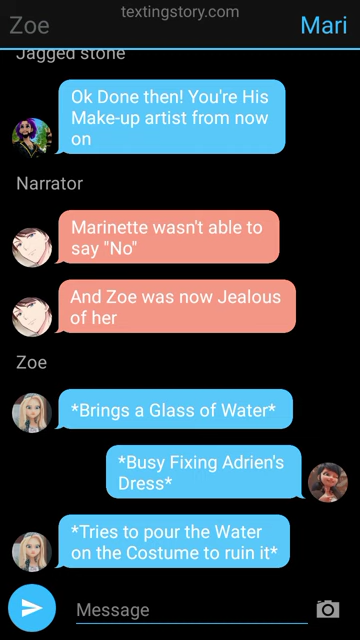 textingstory.com
Zoe
Mari
Jagged stone
Ok Done then! You're His
Make-up artist from now
on
Narrator
Marinette wasn't able to
say "No"
And Zoe was now Jealous
of her
Zoe
*Brings a Glass of Water*
*Busy Fixing Adrien's
Dress*
*Tries to pour the Water
on the Costume to ruin it*
Message